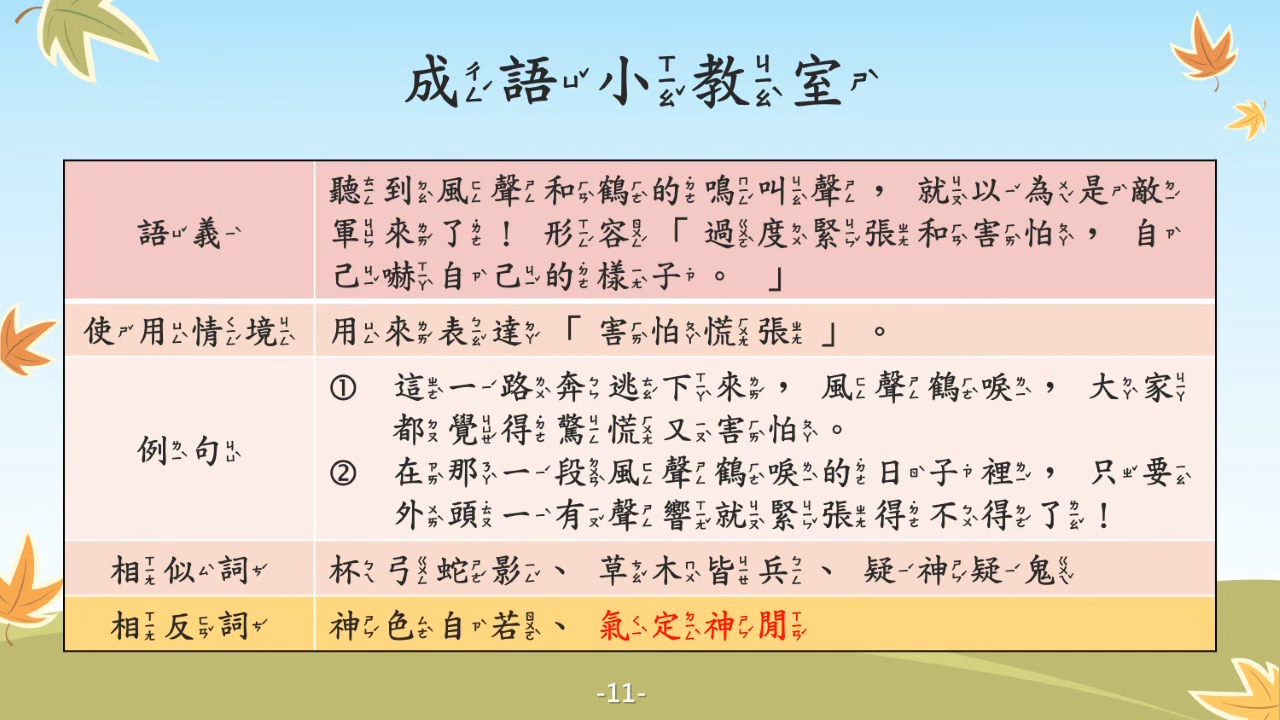 成語小教室
語義
聽到風聲和鶴的鳴叫聲，就以為是敵
軍來了！形容「過度緊張和害怕，自
己嚇自己的樣子。」
使用情境
用來表達「害怕慌張」。
例句
① 這一路奔逃下來，風聲鶴唳，大家
都覺得驚慌又害怕。
② 在那一段風聲鶴唳的日子裡，只要
外頭一有聲響就緊張得不得了！
相似詞
杯弓蛇影、草木皆兵、疑神疑鬼
相反詞
神色自若、氣定神閒
-11-